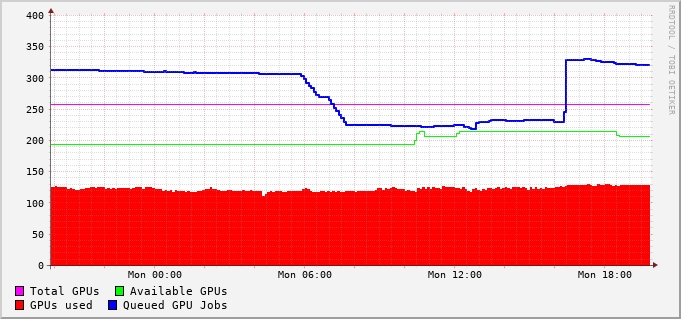 400
350
300
250
200
150
100
50
0
Mon 00:00 Mon 06:00 Mon 12:00 Mon 18:00
Total GPUs Available GPUs
GPUs used Queued GPU Jobs
RRDTOOL / TOBI OETIKER